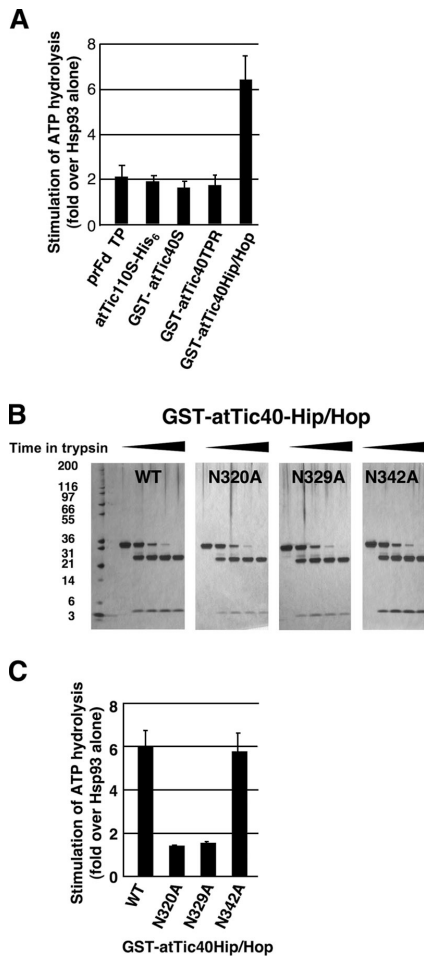 A
Stimulation of ATP hydrolysis
(fold over Hsp93 alone)
8
6
4
2
0
prFd TP
atTic110S-His6
GST- atTic40S
GST-atTic40TPR
GST-atTic40Hip/Hop
B
GST-atTic40-Hip/Hop
Time in trypsin
200
116
97
66
55
36
31
21
14
6
3
WT
N320A
N329A
N342A
C
Stimulation of ATP hydrolysis
(fold over Hsp93 alone)
8
6
4
2
0
WT
N320A
N329A
N342A
GST-atTic40Hip/Hop